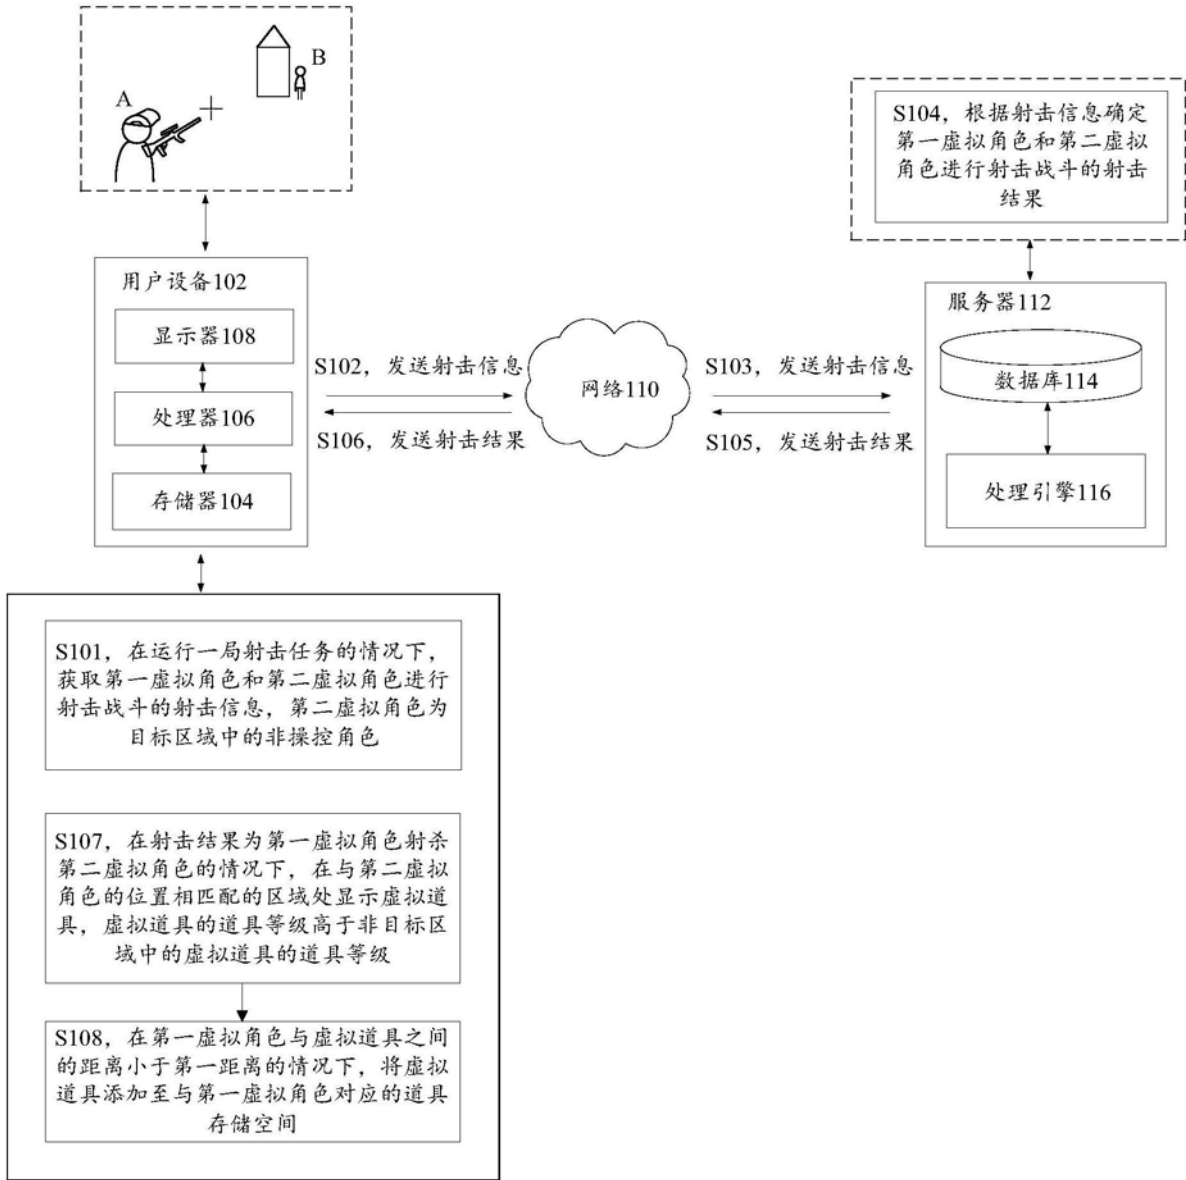 A
B
S104，根据射击信息确定
第一虚拟角色和第二虚拟
角色进行射击战斗的射击
结果
用户设备102
显示器108
处理器106
存储器104
S102，发送射击信息
S106，发送射击结果
网络110
S103，发送射击信息
S105，发送射击结果
服务器112
数据库114
处理引擎116
S101，在运行一局射击任务的情况下，
获取第一虚拟角色和第二虚拟角色进行
射击战斗的射击信息，第二虚拟角色为
目标区域中的非操控角色
S107，在射击结果为第一虚拟角色射杀
第二虚拟角色的情况下，在与第二虚拟
角色的位置相匹配的区域处显示虚拟道
具，虚拟道具的道具等级高于非目标区
域中的虚拟道具的道具等级
S108，在第一虚拟角色与虚拟道具之间
的距离小于第一距离的情况下，将虚拟
道具添加至与第一虚拟角色对应的道具
存储空间